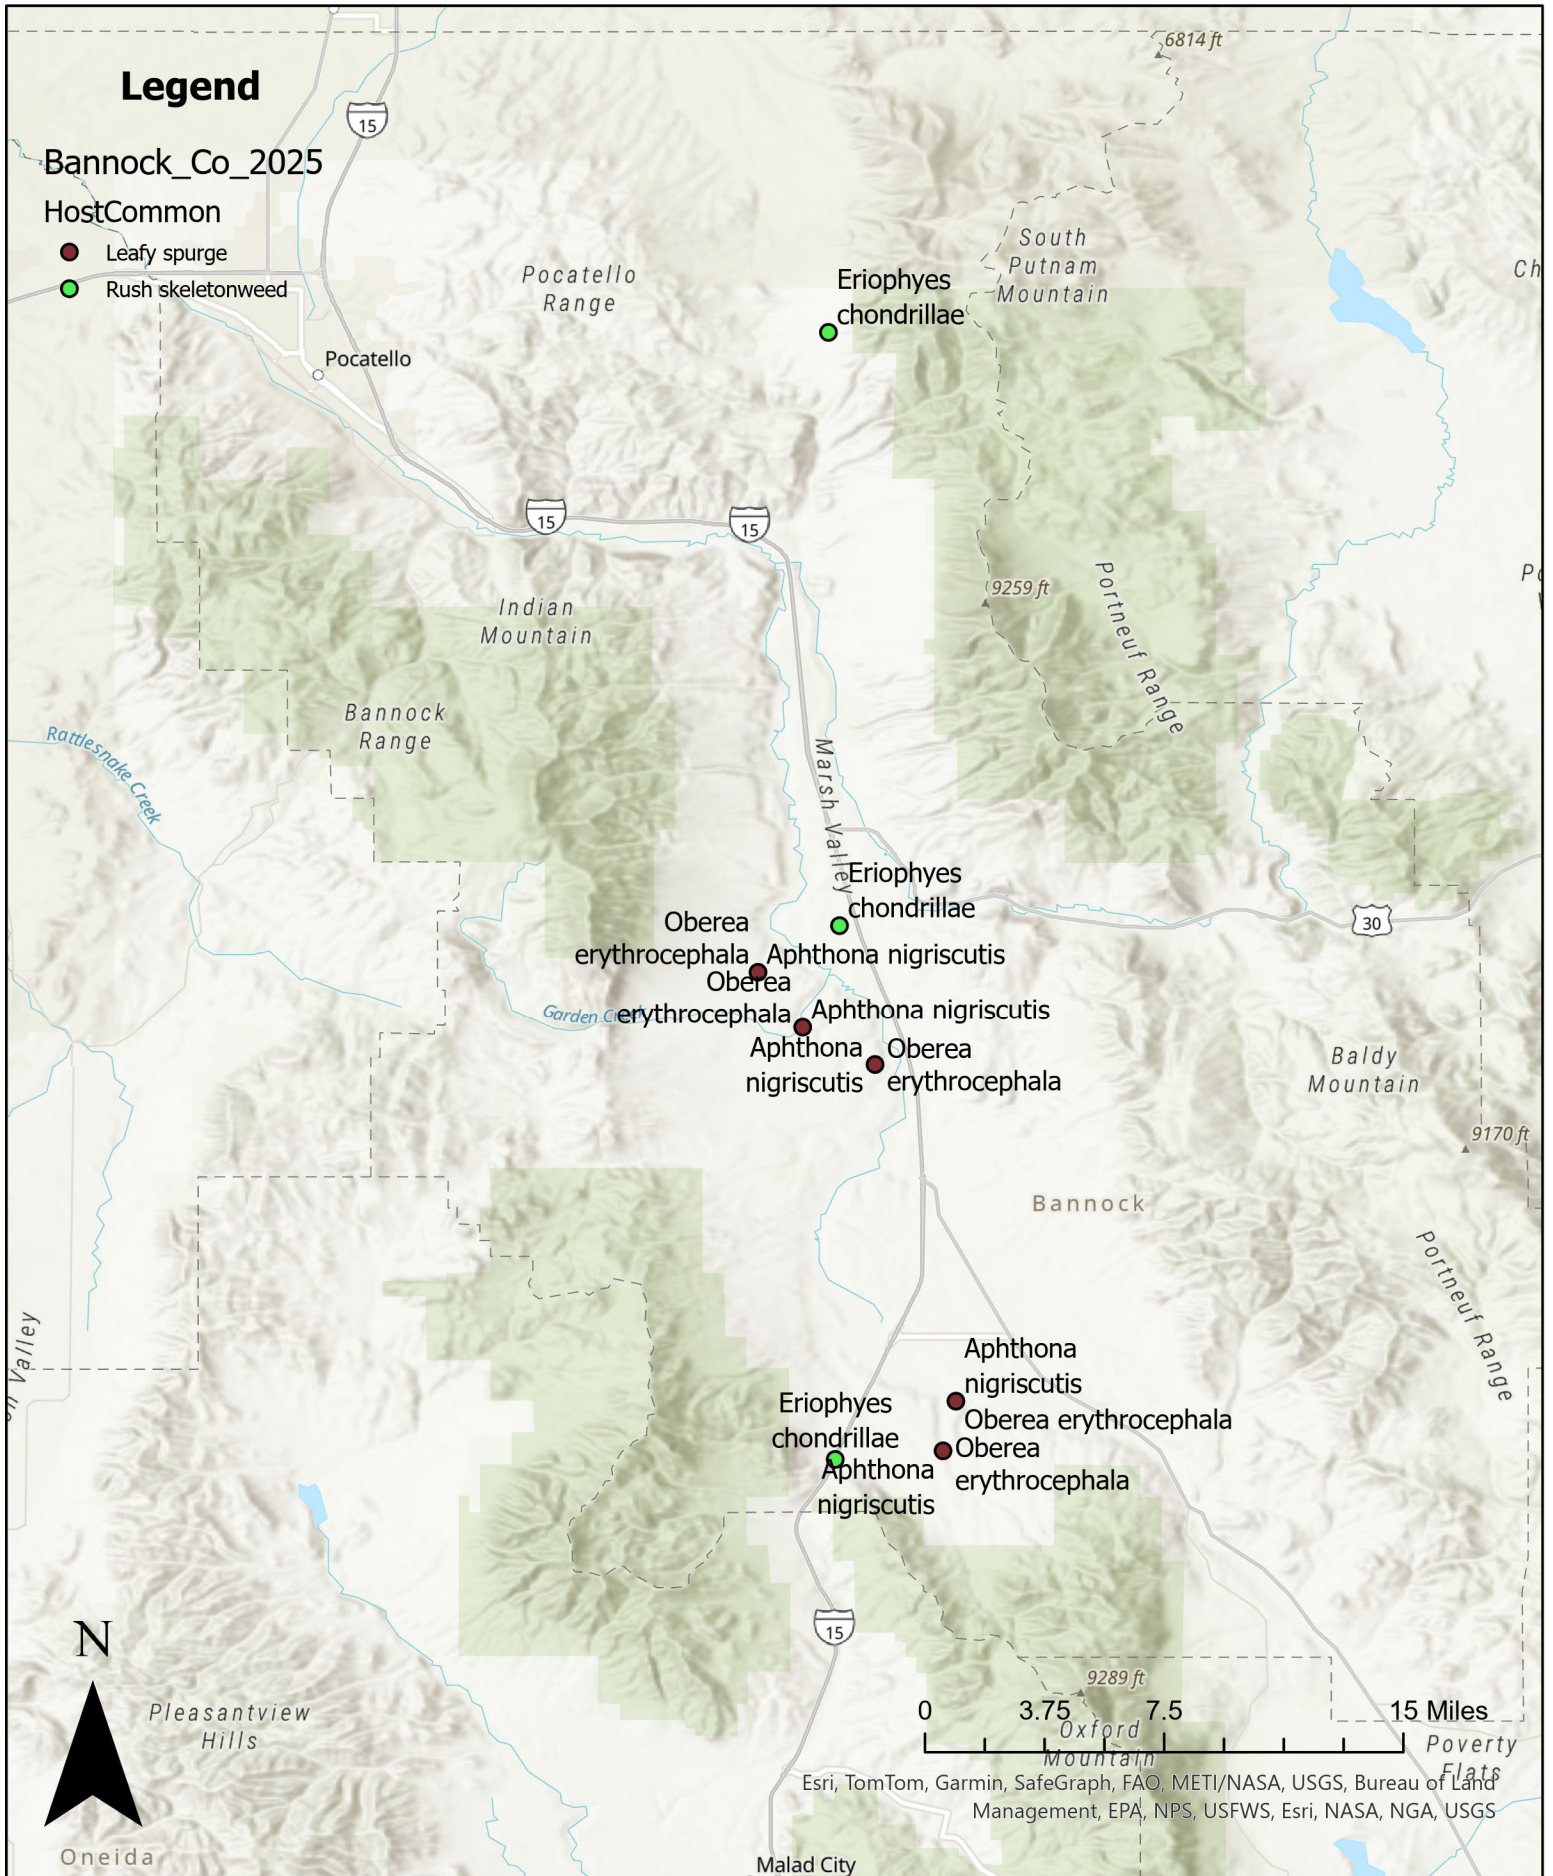 6814 ft
Legend
15
Bannock_Co_2025
HostCommon
Leafy spurge
Rush skeletonweed
South
Putnam
Mountain
Pocatello
Range
Ch
Eriophyes
chondrillae
Pocatello
15
15
9259 ft
Portneuf Range
Indian
Mountain
Bannock
Range
Rattlesnake Creek
Marsh Valley
Eriophyes
chondrillae
30
Oberea
erythrocephala
Aphthona nigriscutis
Oberea
erythrocephala
Aphthona nigriscutis
Garden Creek
Aphthona
nigriscutis
Oberea
erythrocephala
Baldy
Mountain
9170 ft
Bannock
Portneuf Range
Valley
Aphthona
nigriscutis
Oberea erythrocephala
Eriophyes
chondrillae
Oberea
erythrocephala
Aphthona
nigriscutis
15
N
Pleasantview
Hills
9289 ft
0 3.75 7.5 15 Miles
Oxford
Mountain
Poverty
Flats
Esri, TomTom, Garmin, SafeGraph, FAO, METI/NASA, USGS, Bureau of Land
Management, EPA, NPS, USFWS, Esri, NASA, NGA, USGS
Oneida
Malad City